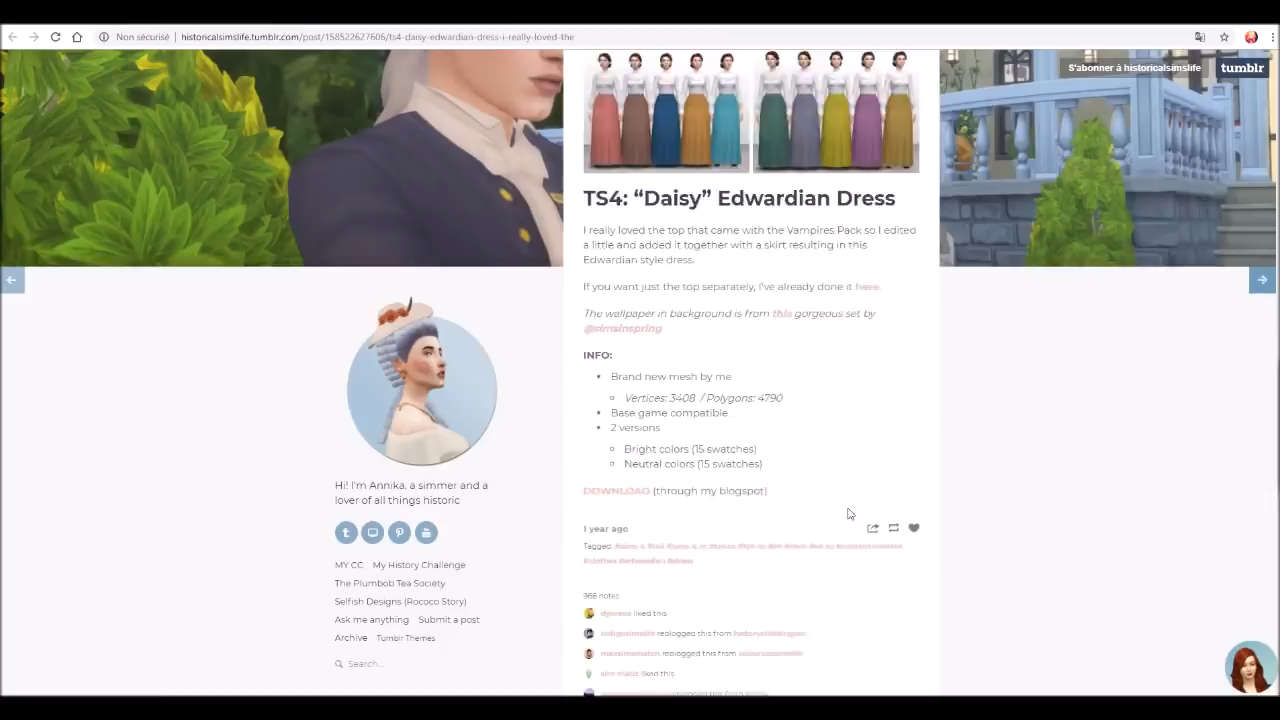 Non sécurisé
historicalsimslife.tumblr.com/post/158522627606/ts4-daisy-edwardian-dress-i-really-loved-the
S'abonner à historicalsimslife
tumblr
TS4: “Daisy” Edwardian Dress
I really loved the top that came with the Vampires Pack so I edited
a little and added it together with a skirt resulting in this
Edwardian style dress.
If you want just the top separately, I've already done it here.
The wallpaper in background is from this gorgeous set by
@simsinspring
INFO:
Brand new mesh by me
Vertices: 3408 / Polygons: 4790
Base game compatible
2 versions
Bright colors (15 swatches)
Neutral colors (15 swatches)
DOWNLOAD (through my blogspot)
1 year ago
Tagged:
966 notes
liked this
reblogged this from
reblogged this from
liked this
Hi! I'm Annika, a simmer and a
lover of all things historic
MY CC My History Challenge
The Plumbob Tea Society
Selfish Designs (Rococo Story)
Ask me anything Submit a post
Archive Tumblr Themes
Search...